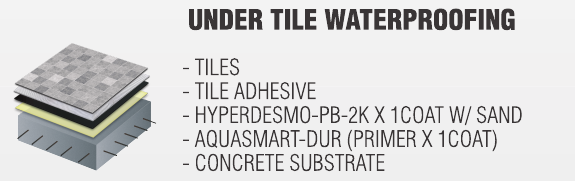 UNDER TILE WATERPROOFING
- TILES
- TILE ADHESIVE
- HYPERDESMO-PB-2K X 1COAT W/ SAND
- AQUASMART-DUR (PRIMER X 1COAT)
- CONCRETE SUBSTRATE